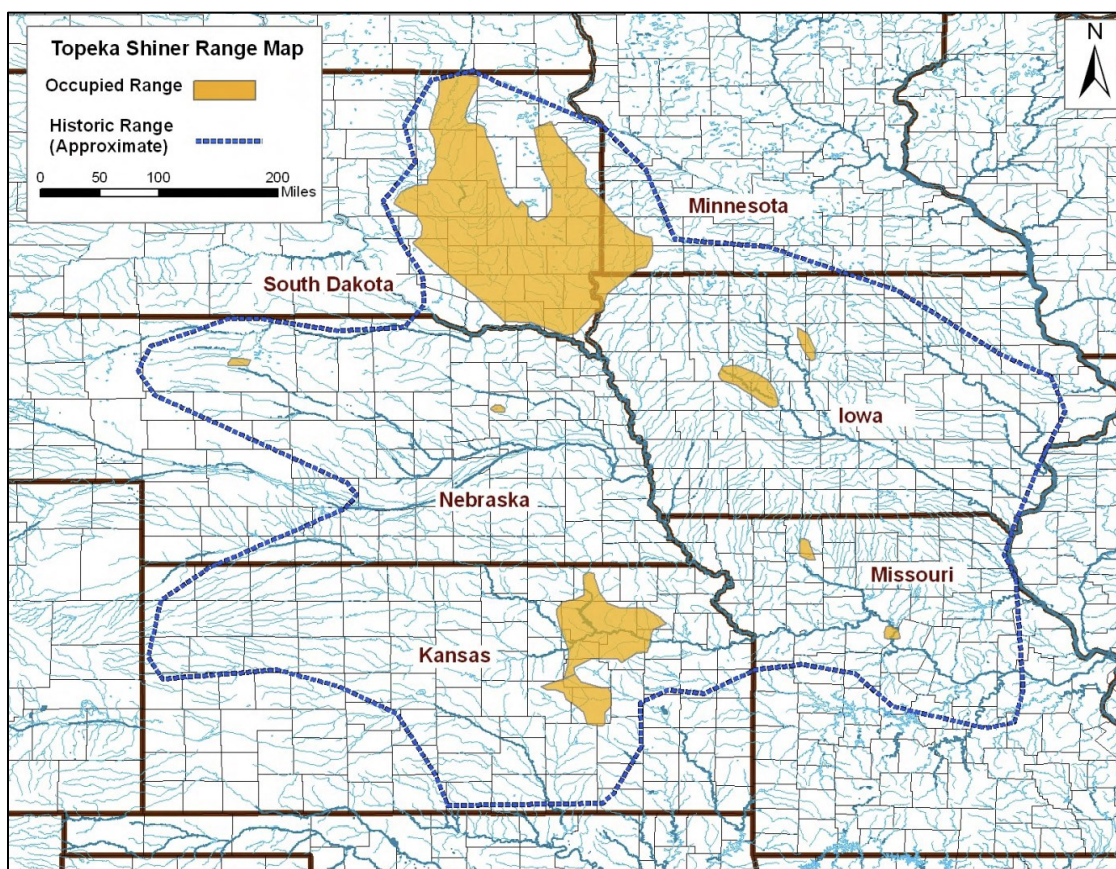 Topeka Shiner Range Map
Occupied Range
Historic Range
(Approximate)
0 50 100 200
Miles
N
Minnesota
South Dakota
Iowa
Nebraska
Missouri
Kansas